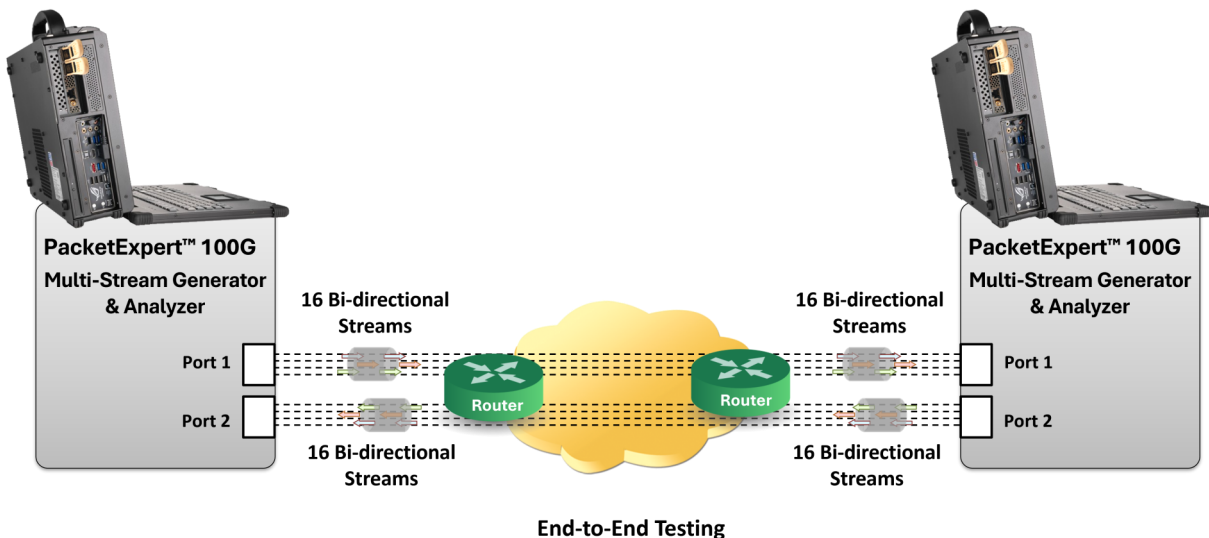 PacketExpert™ 100G
Multi-Stream Generator
& Analyzer
Port 1
Port 2
16 Bi-directional
Streams
16 Bi-directional
Streams
Router
Router
16 Bi-directional
Streams
16 Bi-directional
Streams
PacketExpert™ 100G
Multi-Stream Generator
& Analyzer
Port 1
Port 2
End-to-End Testing